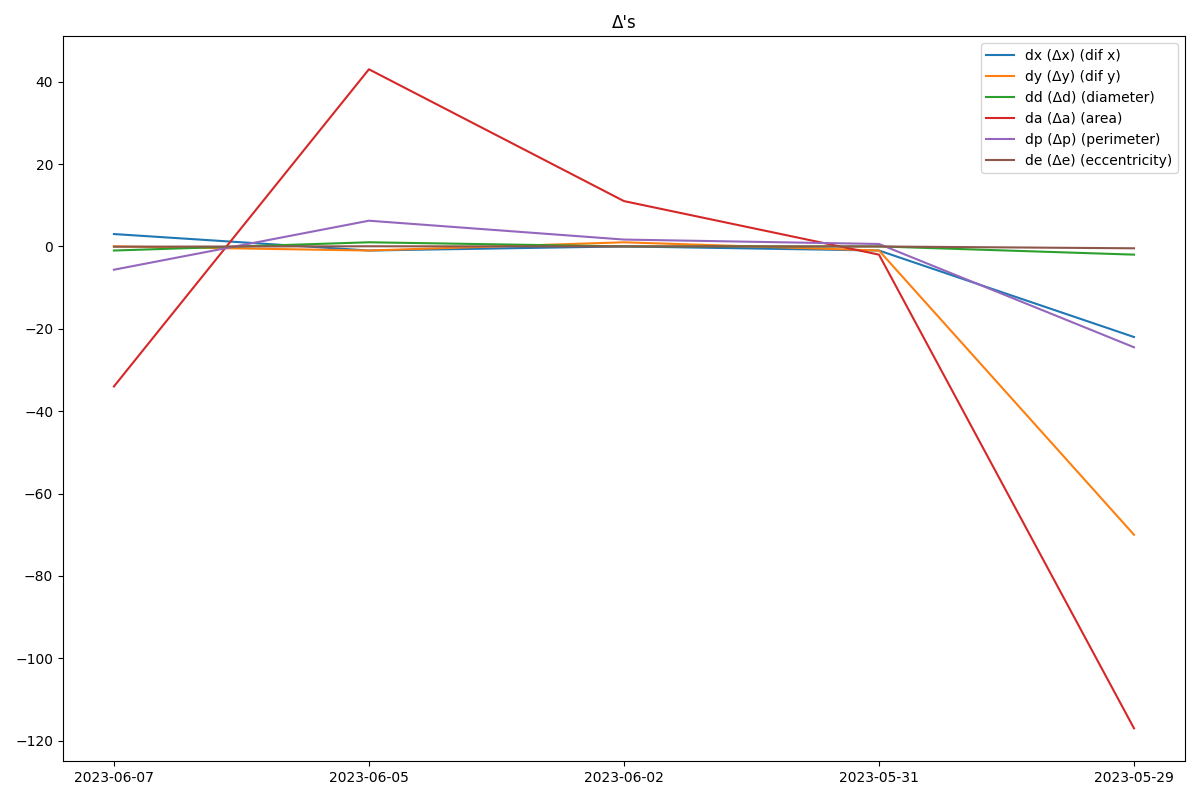 Δ's
dx (Δx) (dif x)
dy (Δy) (dif y)
dd (Δd) (diameter)
da (Δa) (area)
dp (Δp) (perimeter)
de (Δe) (eccentricity)
40
20
0
−20
−40
−60
−80
−100
−120
2023-06-07 2023-06-05 2023-06-02 2023-05-31 2023-05-29